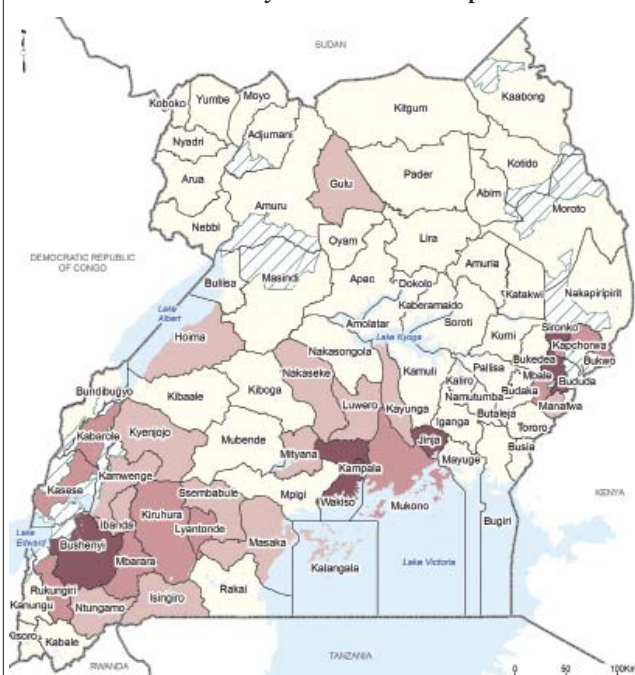 SUDAN
Koboko
Yumbe
Moyo
Kaabong
Kitgum
Adjumani
Nyadri
Kotido
Arua
Gulu
Pader
Abim
Amuru
Moroto
Nebbi
Oyam
Lira
DEMOCRATIC REPUBLIC
OF CONGO
Amuria
Masindi
Apac
Bulisa
Dokolo
Katakwi
Nakapiripirit
Kaberamaido
Lake
Albert
Amolatar
Soroti
Sironko
Hoima
Lake Kyoga
Kumi
Kapchorwa
Nakasongola
Bukedea
Bukwo
Nakaseke
Kamuli
Pallisa
Mbale
Bundibugyo
Kaliro
Bududa
Kibaale
Kiboga
Luwero
Kayunga
Namutumba
Budaka
Manafwa
Kabarole
Kyenjojo
Iganga
Butaleja
Mubende
Jinja
Tororo
Mityana
Kampala
Busia
Kamwenge
Mayuge
Kasese
Ssembabule
Mpigi
Wakiso
KENYA
Ibanda
Kiruhura
Mukono
Lake
Edward
Bushenyi
Lyantonde
Bugiri
Masaka
Mbarara
Kalangala
Lake Victoria
Rukungiri
Rakai
Kanungu
Ntungamo
Isingiro
Kabale
RWANDA
TANZANIA
0 50 100Km